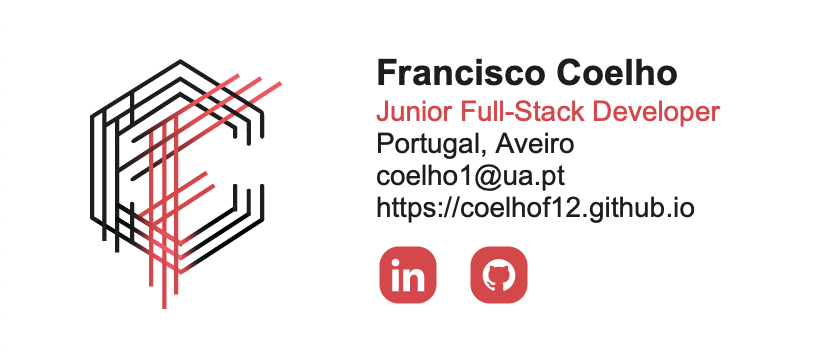 Francisco Coelho
Junior Full-Stack Developer
Portugal, Aveiro
coelho1@ua.pt
https://coelhof12.github.io
in